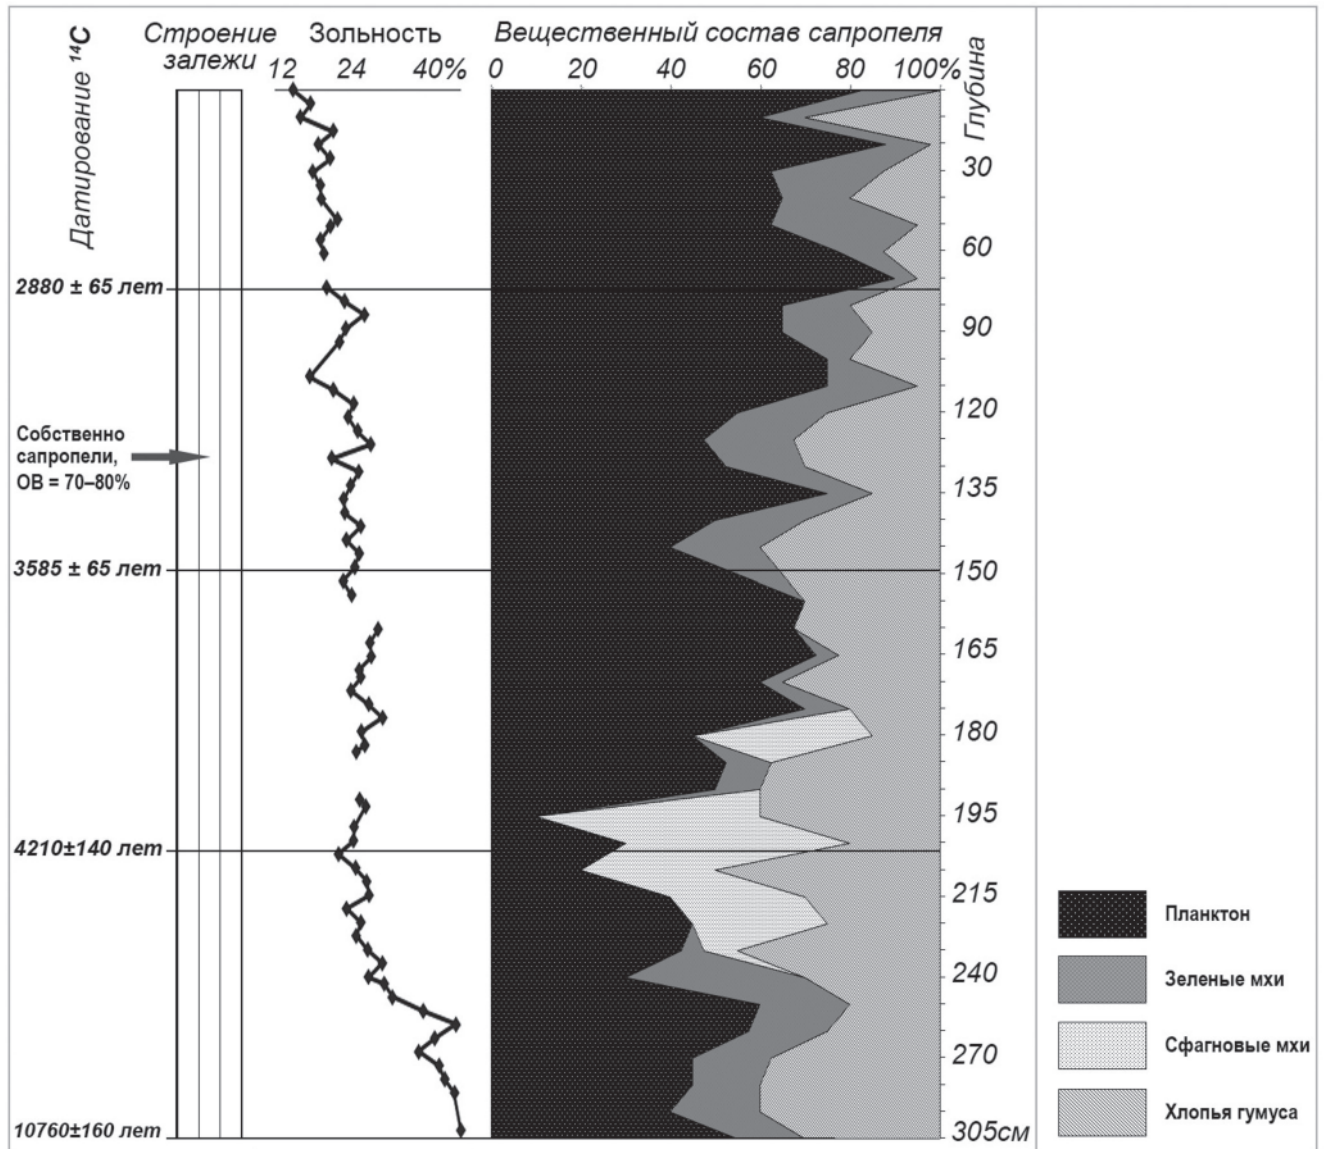 Датирование ¹⁴C
Строение
залежи
Зольность
12 24 40%
Вещественный состав сапропеля
0 20 40 60 80 100%
Глубина
30
60
2880 ± 65 лет
90
120
Собственно
сапропели,
ОВ = 70–80%
135
3585 ± 65 лет
150
165
180
195
4210±140 лет
215
240
270
10760±160 лет
305см
Планктон
Зеленые мхи
Сфагновые мхи
Хлопья гумуса